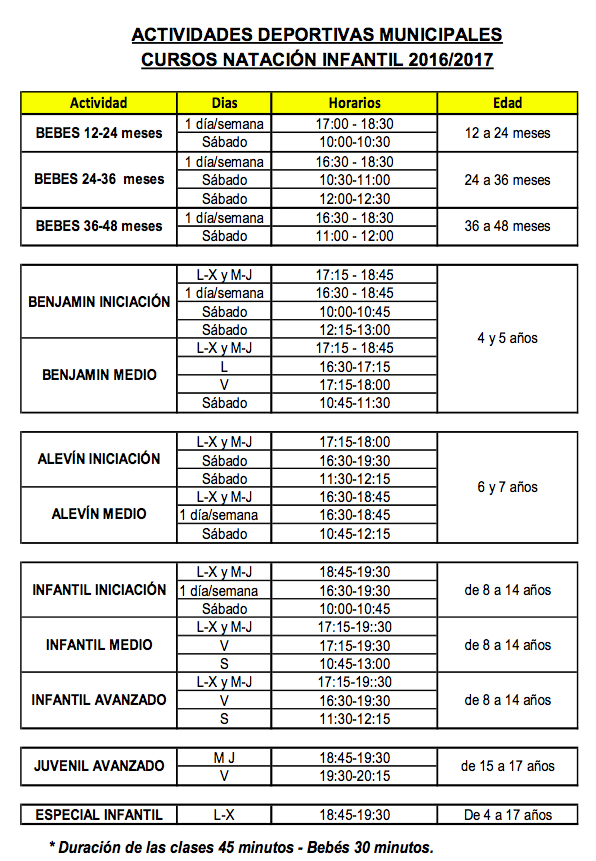 ACTIVIDADES DEPORTIVAS MUNICIPALES
CURSOS NATACIÓN INFANTIL 2016/2017
Actividad Dias Horarios Edad
BEBES 12-24 meses 1 día/semana 17:00 - 18:30 12 a 24 meses
Sábado 10:00-10:30
BEBES 24-36 meses 1 día/semana 16:30 - 18:30 24 a 36 meses
Sábado 10:30-11:00
Sábado 12:00-12:30
BEBES 36-48 meses 1 día/semana 16:30 - 18:30 36 a 48 meses
Sábado 11:00 - 12:00
BENJAMIN INICIACIÓN L-X y M-J 17:15 - 18:45 4 y 5 años
1 día/semana 16:30 - 18:45
Sábado 10:00-10:45
Sábado 12:15-13:00
BENJAMIN MEDIO L-X y M-J 17:15 - 18:45
L 16:30-17:15
V 17:15-18:00
Sábado 10:45-11:30
ALEVÍN INICIACIÓN L-X y M-J 17:15-18:00 6 y 7 años
Sábado 16:30-19:30
Sábado 11:30-12:15
ALEVÍN MEDIO L-X y M-J 16:30-18:45
1 día/semana 16:30-18:45
Sábado 10:45-12:15
INFANTIL INICIACIÓN L-X y M-J 18:45-19:30 de 8 a 14 años
1 día/semana 16:30-19:30
Sábado 10:00-10:45
INFANTIL MEDIO L-X y M-J 17:15-19::30 de 8 a 14 años
V 17:15-19:30
S 10:45-13:00
INFANTIL AVANZADO L-X y M-J 17:15-19::30 de 8 a 14 años
V 16:30-19:30
S 11:30-12:15
JUVENIL AVANZADO M J 18:45-19:30 de 15 a 17 años
V 19:30-20:15
ESPECIAL INFANTIL L-X 18:45-19:30 De 4 a 17 años
* Duración de las clases 45 minutos - Bebés 30 minutos.